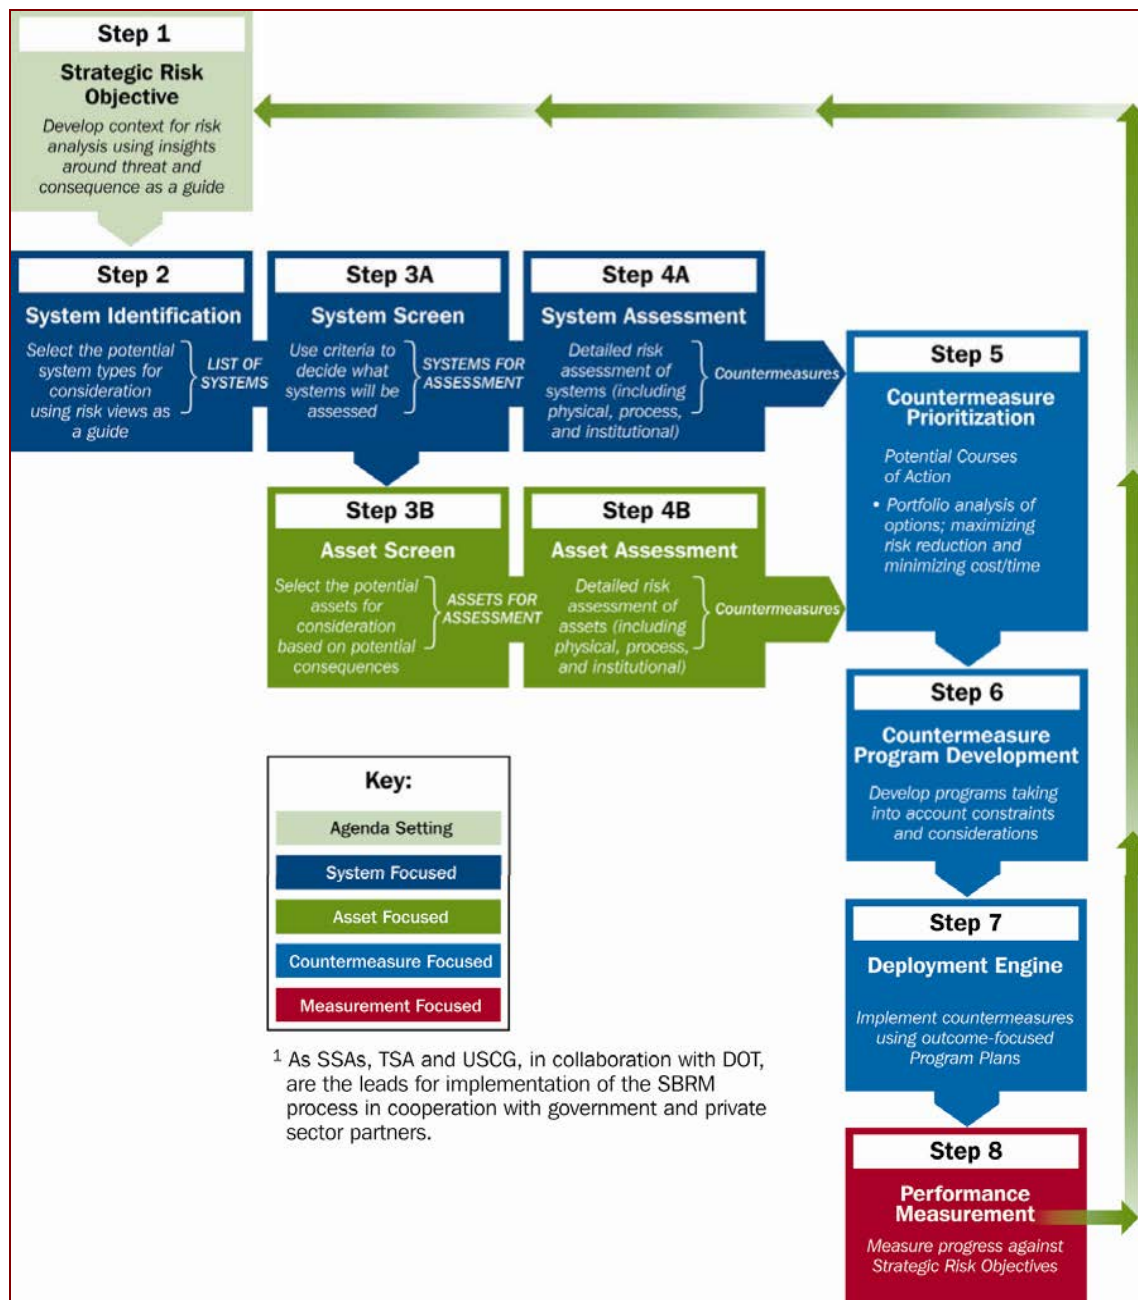 Step 1
Strategic Risk
Objective
Develop context for risk
analysis using insights
around threat and
consequence as a guide
Step 2
System Identification
Select the potential
system types for
consideration
using risk views as
a guide
LIST OF
SYSTEMS
Step 3A
System Screen
Use criteria to
decide what
systems will be
assessed
SYSTEMS FOR
ASSESSMENT
Step 4A
System Assessment
Detailed risk
assessment of
systems (including
physical, process,
and institutional)
Countermeasures
Step 3B
Asset Screen
Select the potential
assets for
consideration
based on potential
consequences
ASSETS FOR
ASSESSMENT
Step 4B
Asset Assessment
Detailed risk
assessment of
assets (including
physical, process,
and institutional)
Countermeasures
Step 5
Countermeasure
Prioritization
Potential Courses
of Action
• Portfolio analysis of
options; maximizing
risk reduction and
minimizing cost/time
Step 6
Countermeasure
Program Development
Develop programs taking
into account constraints
and considerations
Step 7
Deployment Engine
Implement countermeasures
using outcome-focused
Program Plans
Step 8
Performance
Measurement
Measure progress against
Strategic Risk Objectives
Key:
Agenda Setting
System Focused
Asset Focused
Countermeasure Focused
Measurement Focused
1 As SSAs, TSA and USCG, in collaboration with DOT,
are the leads for implementation of the SBRM
process in cooperation with government and private
sector partners.